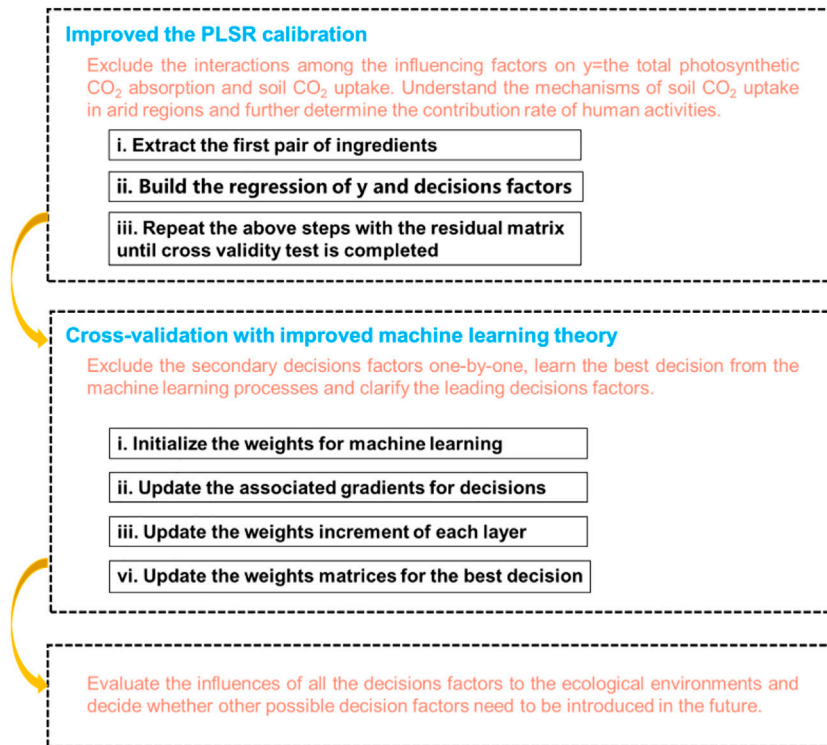 Improved the PLSR calibration
Exclude the interactions among the influencing factors on y=the total photosynthetic
CO₂ absorption and soil CO₂ uptake. Understand the mechanisms of soil CO₂ uptake
in arid regions and further determine the contribution rate of human activities.
i. Extract the first pair of ingredients
ii. Build the regression of y and decisions factors
iii. Repeat the above steps with the residual matrix
until cross validity test is completed
Cross-validation with improved machine learning theory
Exclude the secondary decisions factors one-by-one, learn the best decision from the
machine learning processes and clarify the leading decisions factors.
i. Initialize the weights for machine learning
ii. Update the associated gradients for decisions
iii. Update the weights increment of each layer
vi. Update the weights matrices for the best decision
Evaluate the influences of all the decisions factors to the ecological environments and
decide whether other possible decision factors need to be introduced in the future.